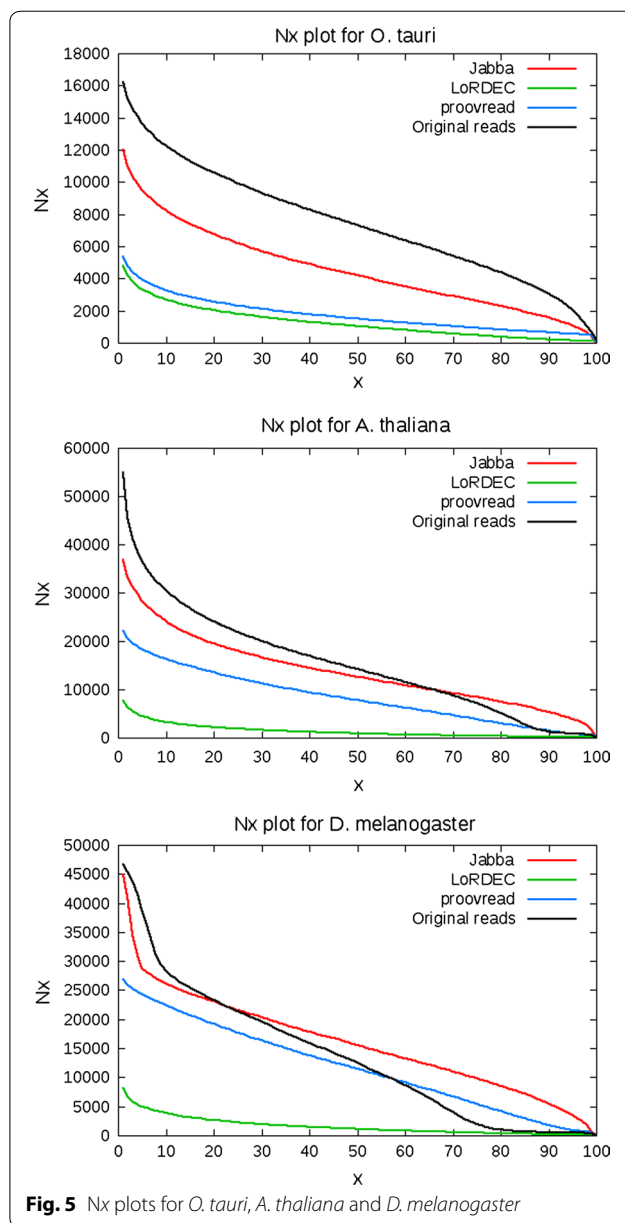 Nx plot for O. tauri
Jabba
LoRDEC
proovread
Original reads
Nx
18000
16000
14000
12000
10000
8000
6000
4000
2000
0
0 10 20 30 40 50 60 70 80 90 100
x
Nx plot for A. thaliana
Jabba
LoRDEC
proovread
Original reads
Nx
60000
50000
40000
30000
20000
10000
0
0 10 20 30 40 50 60 70 80 90 100
x
Nx plot for D. melanogaster
Jabba
LoRDEC
proovread
Original reads
Nx
50000
45000
40000
35000
30000
25000
20000
15000
10000
5000
0
0 10 20 30 40 50 60 70 80 90 100
x
Fig. 5 Nx plots for O. tauri, A. thaliana and D. melanogaster